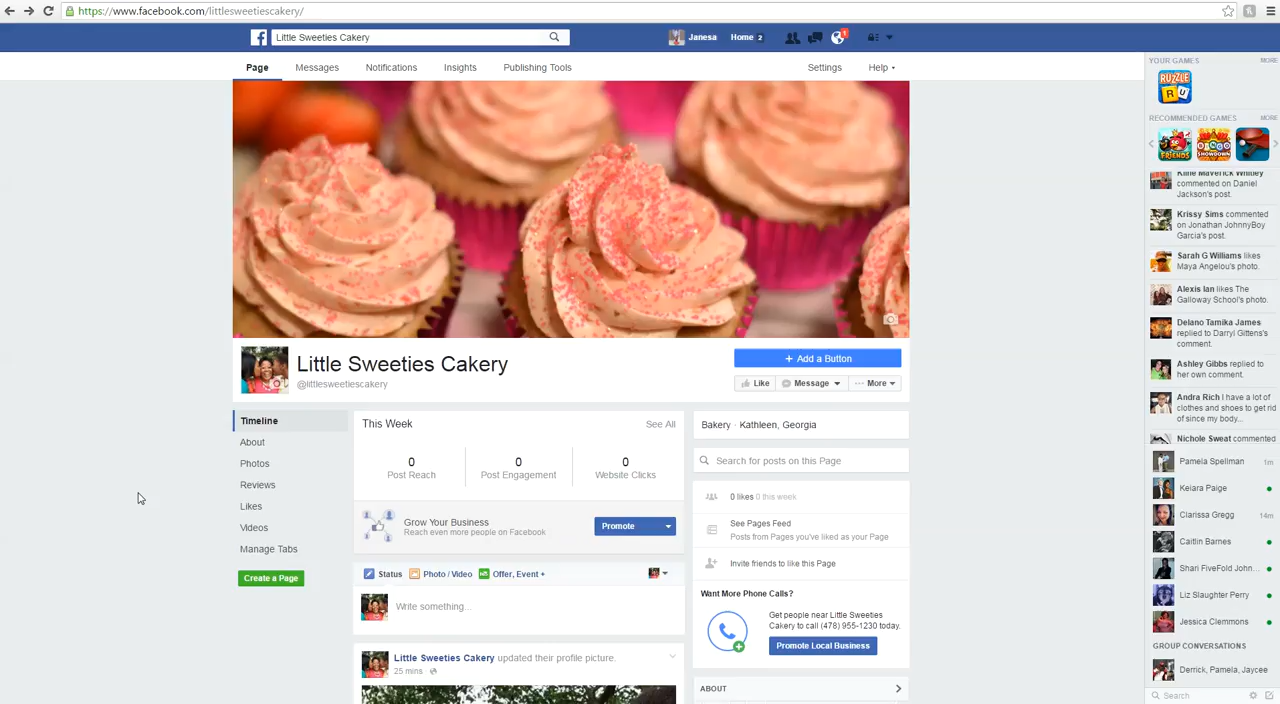 https://www.facebook.com/littlesweetiescakery/
Little Sweeties Cakery
Janesa
Home 2
1
Page
Messages
Notifications
Insights
Publishing Tools
Settings
Help
Little Sweeties Cakery
@littlesweetiescakery
+ Add a Button
Like
Message
More
Timeline
About
Photos
Reviews
Likes
Videos
Manage Tabs
Create a Page
This Week
See All
0
Post Reach
0
Post Engagement
0
Website Clicks
Grow Your Business
Reach even more people on Facebook
Promote
Status
Photo / Video
Offer, Event +
Write something...
Little Sweeties Cakery updated their profile picture.
25 mins
Bakery · Kathleen, Georgia
Search for posts on this Page
0 likes 0 this week
See Pages Feed
Posts from Pages you've liked as your Page
Invite friends to like this Page
Want More Phone Calls?
Get people near Little Sweeties
Cakery to call (478) 955-1230 today.
Promote Local Business
ABOUT
YOUR GAMES
MORE
RUZZLE
R U
RECOMMENDED GAMES
MORE
FRIENDS
BINGO
SHOWDOWN
commented on Daniel
Jackson's post.
Krissy Sims commented
on Jonathan JohnnyBoy
Garcia's post.
Sarah G Williams likes
Maya Angelou's photo.
Alexis Ian likes The
Galloway School's photo.
Delano Tamika James
replied to Darryl Gittens's
comment.
Ashley Gibbs replied to
her own comment.
Andra Rich I have a lot of
clothes and shoes to get rid
of since my body...
Nichole Sweat commented
Pamela Spellman
1m
Keiara Paige
Clarissa Gregg
14m
Caitlin Barnes
Shari FiveFold John...
Liz Slaughter Perry
Jessica Clemmons
GROUP CONVERSATIONS
Derrick, Pamela, Jaycee
Search